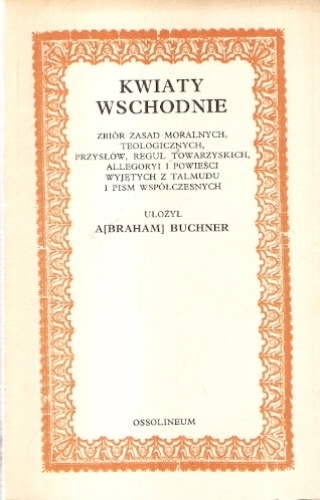 KWIATY
WSCHODNIE
ZBIÓR ZASAD MORALNYCH,
TEOLOGICZNYCH,
PRZYSŁÓW, REGUŁ TOWARZYSKICH,
ALLEGORYI I POWIEŚCI
WYJĘTYCH Z TALMUDU
I PISM WSPÓŁCZESNYCH
UŁOŻYŁ
A[BRAHAM] BUCHNER
OSSOLINEUM